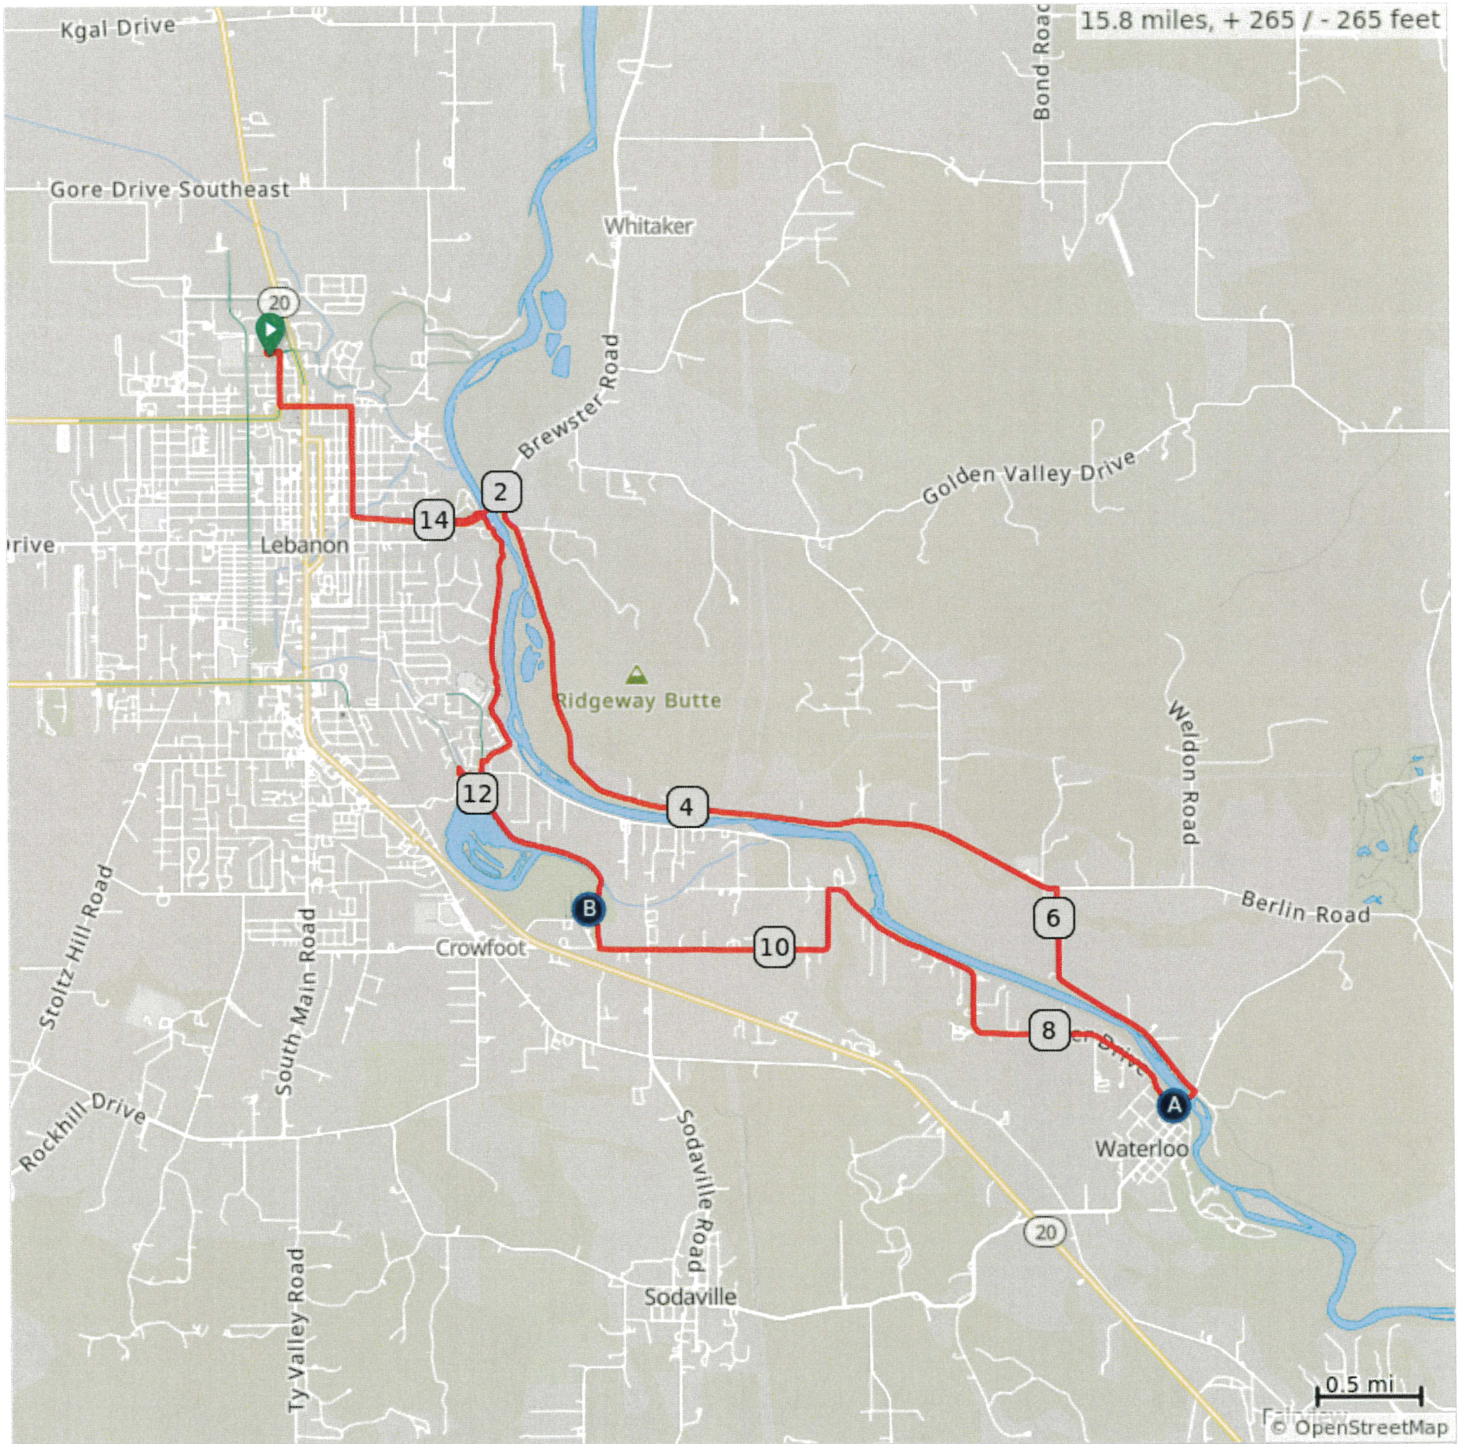 Kgal Drive
15.8 miles, + 265 / - 265 feet
Bond Road
Gore Drive Southeast
Whitaker
20
Brewster Road
Golden Valley Drive
2
14
Lebanon
Ridgeway Butte
Weldon Road
12
4
6
Berlin Road
B
10
Stoltz Hill Road
South Main Road
Crowfoot
8
A
Rockhill Drive
Sodaville Road
Waterloo
20
Ty Valley Road
Sodaville
0.5 mi
© OpenStreetMap